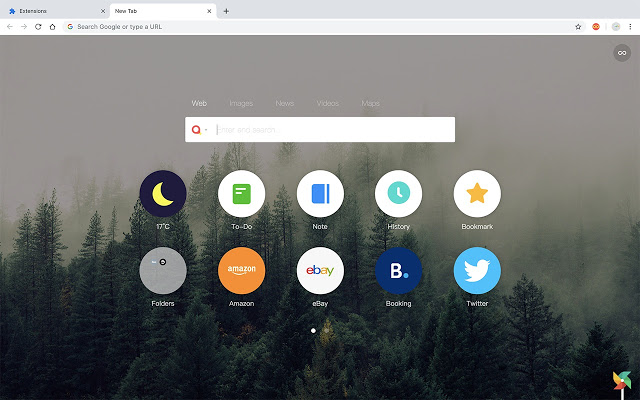 Extensions
New Tab
Search Google or type a URL
Web Images News Videos Maps
Enter and search
17°C To-Do Note History Bookmark
amazon ebay B.
Folders Amazon eBay Booking Twitter